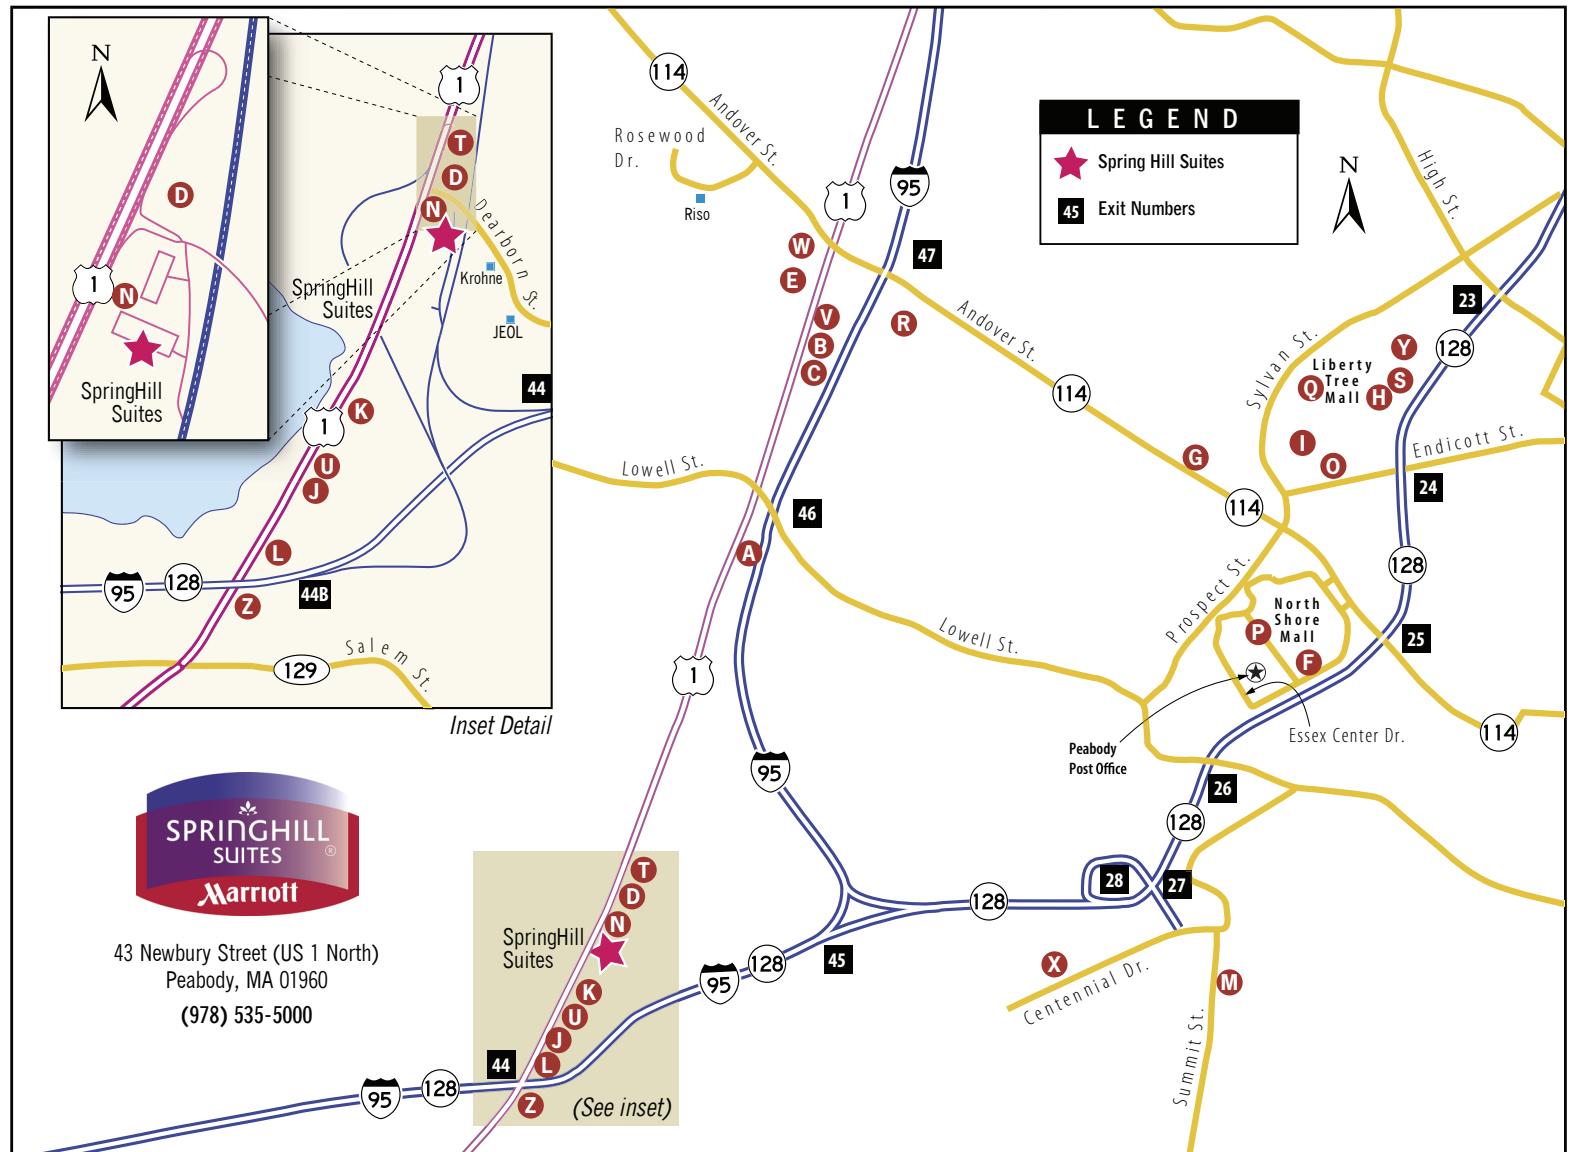 N
D
1
N
SpringHill
Suites
1
T
D
N
Dearborn St.
Krohne
JEOL
SpringHill
Suites
44
K
1
U
J
L
95
128
44B
Z
Salem St.
129
Inset Detail
SPRINGHILL
SUITES
®
Marriott
43 Newbury Street (US 1 North)
Peabody, MA 01960
(978) 535-5000
114
Andover St.
Rosewood
Dr.
Riso
1
95
47
W
E
V
B
C
R
Andover St.
114
LEGEND
Spring Hill Suites
45 Exit Numbers
N
High St.
23
128
Sylvan St.
Liberty
Tree
Mall
Y
Q
S
H
I
O
Endicott St.
24
G
114
128
Lowell St.
46
A
Lowell St.
Prospect St.
North
Shore
Mall
P
F
25
Essex Center Dr.
114
Peabody
Post Office
1
95
26
128
28
27
128
T
D
N
SpringHill
Suites
K
U
J
L
44
Z
(See inset)
95
128
45
95
128
X
Centennial Dr.
M
Summit St.